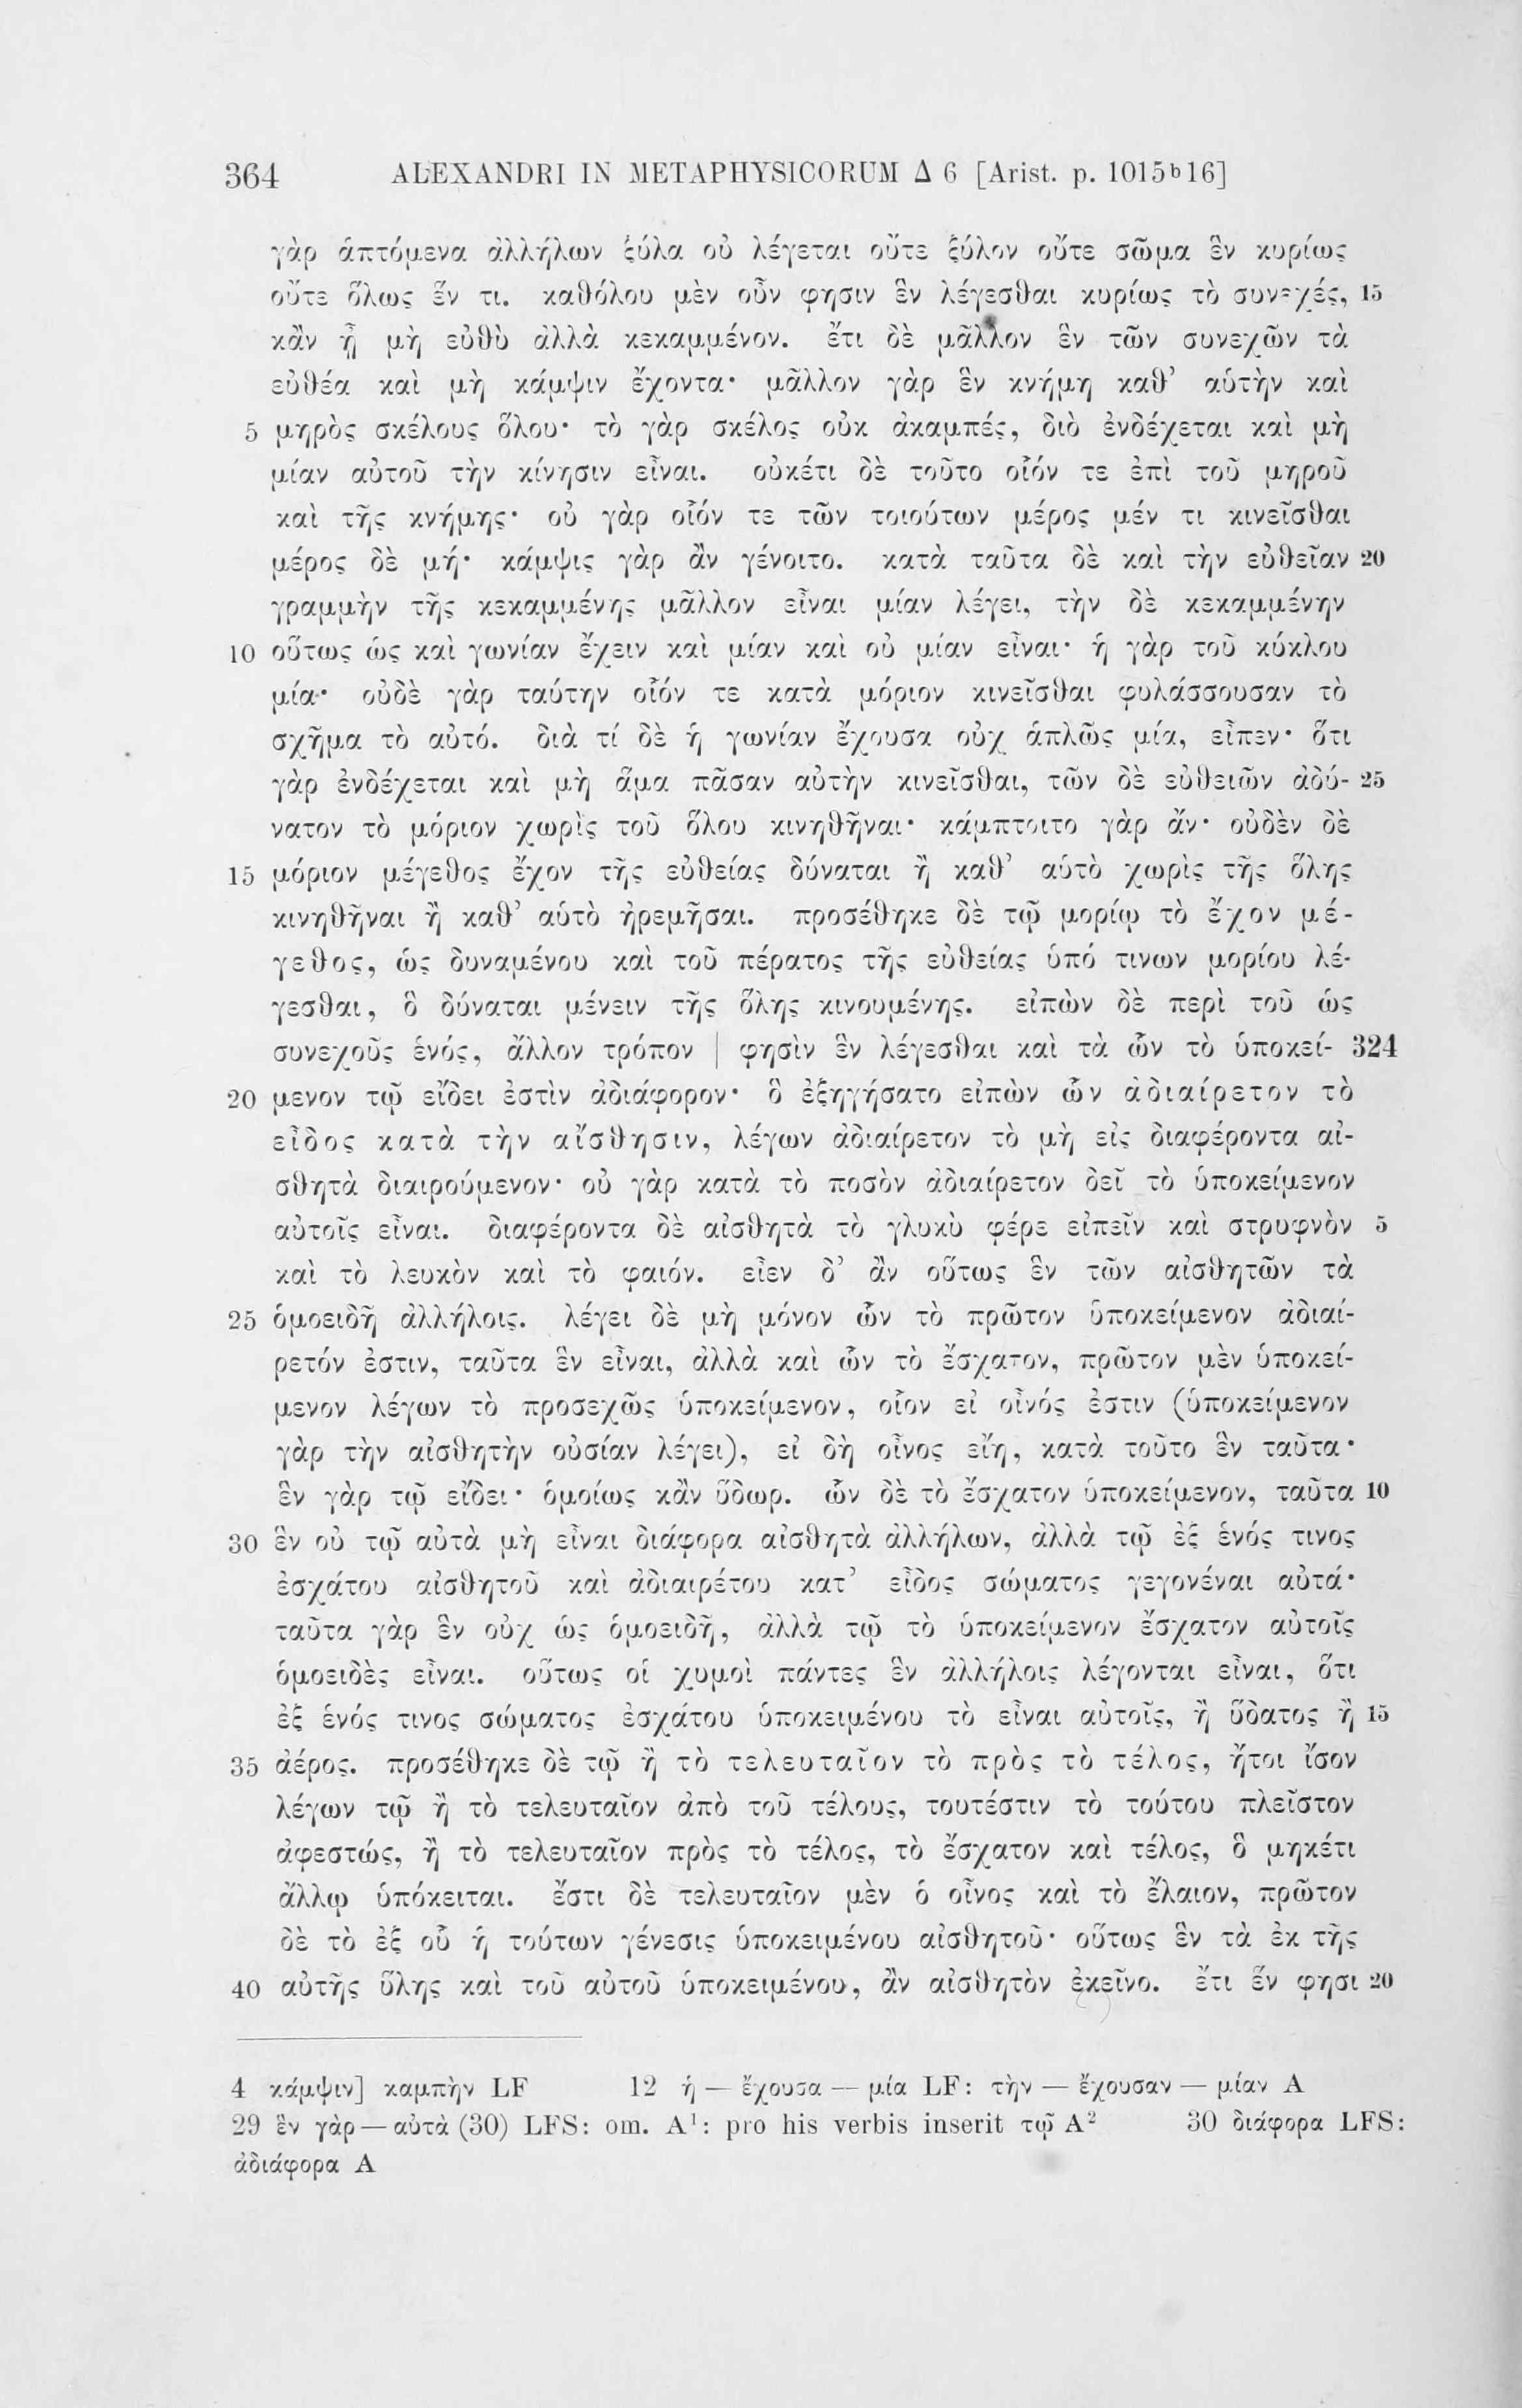 364 ALEXANDRI IN METAPHYSICORUM Δ 6 [Arist. p. 1015b16]
γὰρ ἁπτόμενα ἀλλήλων ξύλα οὐ λέγεται οὔτε ξύλον οὔτε σῶμα ἓν κυρίως
οὔτε ὅλως ἕν τι. καθόλου μὲν οὖν φησιν ἓν λέγεσθαι κυρίως τὸ συνεχές, 15
κἂν ᾖ μὴ εὐθὺ ἀλλὰ κεκαμμένον. ἔτι δὲ μᾶλλον ἓν τῶν συνεχῶν τὰ
εὐθέα καὶ μὴ κάμψιν ἔχοντα· μᾶλλον γὰρ ἓν κνήμη καθ’ αὑτὴν καὶ
5 μηρὸς σκέλους ὅλου· τὸ γὰρ σκέλος οὐκ ἀκαμπές, διὸ ἐνδέχεται καὶ μὴ
μίαν αὐτοῦ τὴν κίνησιν εἶναι. οὐκέτι δὲ τοῦτο οἷόν τε ἐπὶ τοῦ μηροῦ
καὶ τῆς κνήμης· οὐ γὰρ οἷόν τε τῶν τοιούτων μέρος μέν τι κινεῖσθαι
μέρος δὲ μή· κάμψις γὰρ ἂν γένοιτο. κατὰ ταῦτα δὲ καὶ τὴν εὐθεῖαν 20
γραμμὴν τῆς κεκαμμένης μᾶλλον εἶναι μίαν λέγει, τὴν δὲ κεκαμμένην
10 οὕτως ὡς καὶ γωνίαν ἔχειν καὶ μίαν καὶ οὐ μίαν εἶναι· ἡ γὰρ τοῦ κύκλου
μία· οὐδὲ γὰρ ταύτην οἷόν τε κατὰ μόριον κινεῖσθαι φυλάσσουσαν τὸ
σχῆμα τὸ αὐτό. διὰ τί δὲ ἡ γωνίαν ἔχουσα οὐχ ἁπλῶς μία, εἶπεν· ὅτι
γὰρ ἐνδέχεται καὶ μὴ ἅμα πᾶσαν αὐτὴν κινεῖσθαι, τῶν δὲ εὐθειῶν ἀδύ- 25
νατον τὸ μόριον χωρὶς τοῦ ὅλου κινηθῆναι· κάμπτοιτο γὰρ ἄν· οὐδὲν δὲ
15 μόριον μέγεθος ἔχον τῆς εὐθείας δύναται ἢ καθ’ αὑτὸ χωρὶς τῆς ὅλης
κινηθῆναι ἢ καθ’ αὑτὸ ἠρεμῆσαι. προσέθηκε δὲ τῷ μορίῳ τὸ ἔχον μέ-
γεθος, ὡς δυναμένου καὶ τοῦ πέρατος τῆς εὐθείας ὑπό τινων μορίου λέ-
γεσθαι, ὃ δύναται μένειν τῆς ὅλης κινουμένης. εἰπὼν δὲ περὶ τοῦ ὡς
συνεχοῦς ἑνός, ἄλλον τρόπον | φησὶν ἓν λέγεσθαι καὶ τὰ ὧν τὸ ὑποκεί- 324
20 μενον τῷ εἴδει ἐστὶν ἀδιάφορον· ὃ ἐξηγήσατο εἰπὼν ὧν ἀδιαίρετον τὸ
εἶδος κατὰ τὴν αἴσθησιν, λέγων ἀδιαίρετον τὸ μὴ εἰς διαφέροντα αἰ-
σθητὰ διαιρούμενον· οὐ γὰρ κατὰ τὸ ποσὸν ἀδιαίρετον δεῖ τὸ ὑποκείμενον
αὐτοῖς εἶναι. διαφέροντα δὲ αἰσθητὰ τὸ γλυκὺ φέρε εἰπεῖν καὶ στρυφνὸν 5
καὶ τὸ λευκὸν καὶ τὸ φαιόν. εἶεν δ’ ἂν οὕτως ἓν τῶν αἰσθητῶν τὰ
25 ὁμοειδῆ ἀλλήλοις. λέγει δὲ μὴ μόνον ὧν τὸ πρῶτον ὑποκείμενον ἀδιαί-
ρετόν ἐστιν, ταῦτα ἓν εἶναι, ἀλλὰ καὶ ὧν τὸ ἔσχατον, πρῶτον μὲν ὑποκεί-
μενον λέγων τὸ προσεχῶς ὑποκείμενον, οἷον εἰ οἶνός ἐστιν (ὑποκείμενον
γὰρ τὴν αἰσθητὴν οὐσίαν λέγει), εἰ δὴ οἶνος εἴη, κατὰ τοῦτο ἓν ταῦτα·
ἓν γὰρ τῷ εἴδει· ὁμοίως κἂν ὕδωρ. ὧν δὲ τὸ ἔσχατον ὑποκείμενον, ταῦτα 10
30 ἓν οὐ τῷ αὐτὰ μὴ εἶναι διάφορα αἰσθητὰ ἀλλήλων, ἀλλὰ τῷ ἐξ ἑνός τινος
ἐσχάτου αἰσθητοῦ καὶ ἀδιαιρέτου κατ’ εἶδος σώματος γεγονέναι αὐτά·
ταῦτα γὰρ ἓν οὐχ ὡς ὁμοειδῆ, ἀλλὰ τῷ τὸ ὑποκείμενον ἔσχατον αὐτοῖς
ὁμοειδὲς εἶναι. οὕτως οἱ χυμοὶ πάντες ἓν ἀλλήλοις λέγονται εἶναι, ὅτι
ἐξ ἑνός τινος σώματος ἐσχάτου ὑποκειμένου τὸ εἶναι αὐτοῖς, ἢ ὕδατος ἢ 15
35 ἀέρος. προσέθηκε δὲ τῷ ἢ τὸ τελευταῖον τὸ πρὸς τὸ τέλος, ἤτοι ἴσον
λέγων τῷ ἢ τὸ τελευταῖον ἀπὸ τοῦ τέλους, τουτέστιν τὸ τούτου πλεῖστον
ἀφεστώς, ἢ τὸ τελευταῖον πρὸς τὸ τέλος, τὸ ἔσχατον καὶ τέλος, ὃ μηκέτι
ἄλλῳ ὑπόκειται. ἔστι δὲ τελευταῖον μὲν ὁ οἶνος καὶ τὸ ἔλαιον, πρῶτον
δὲ τὸ ἐξ οὗ ἡ τούτων γένεσις ὑποκειμένου αἰσθητοῦ· οὕτως ἓν τὰ ἐκ τῆς
40 αὐτῆς ὕλης καὶ τοῦ αὐτοῦ ὑποκειμένου, ἂν αἰσθητὸν ἐκεῖνο. ἔτι ἕν φησι 20
4 κάμψιν] καμπὴν LF 12 ἡ — ἔχουσα — μία LF: τὴν — ἔχουσαν — μίαν A
29 ἓν γὰρ — αὐτὰ (30) LFS: om. A¹: pro his verbis inserit τῷ A² 30 διάφορα LFS:
ἀδιάφορα A